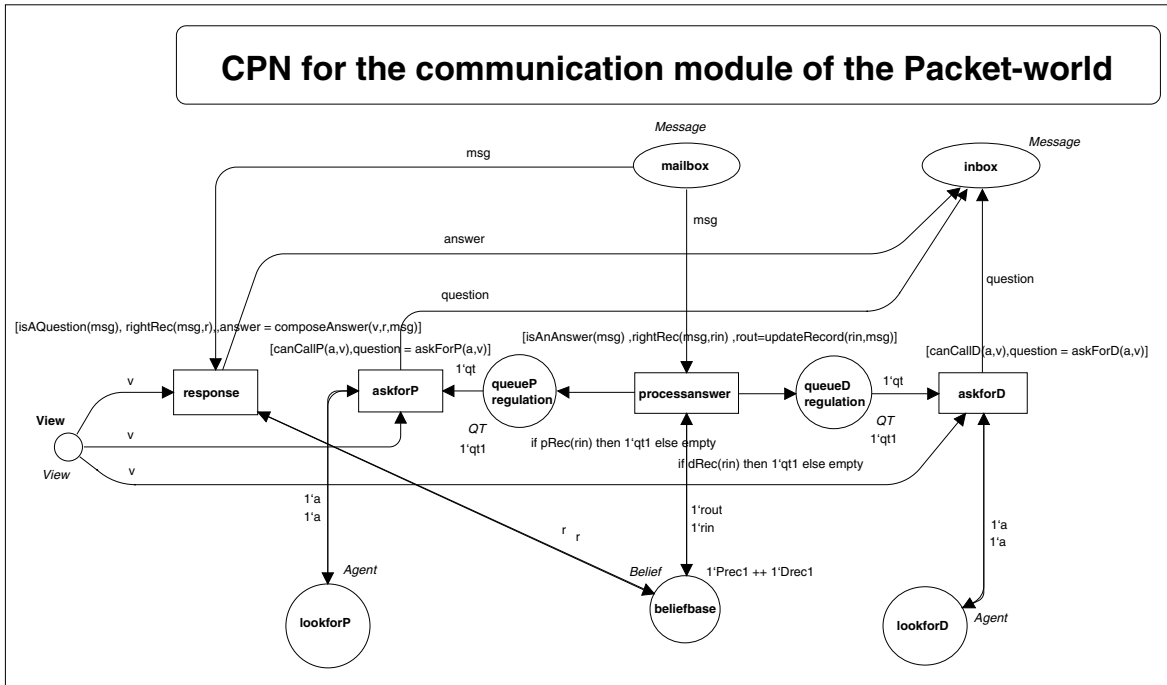 CPN for the communication module of the Packet-world
Message
mailbox
Message
inbox
msg
msg
answer
question
question
[isAQuestion(msg), rightRec(msg,r),,answer = composeAnswer(v,r,msg)]
[isAnAnswer(msg) ,rightRec(msg,rin) ,rout=updateRecord(rin,msg)]
[canCallP(a,v),question = askForP(a,v)]
[canCallD(a,v),question = askForD(a,v)]
1'qt
1'qt
v
response
askforP
queueP
regulation
processanswer
queueD
regulation
askforD
View
View
v
v
QT
1'qt1
QT
1'qt1
if pRec(rin) then 1'qt1 else empty
if dRec(rin) then 1'qt1 else empty
1'a
1'a
1'rout
1'rin
r
r
1'a
1'a
Agent
Belief
1'Prec1 ++ 1'Drec1
lookforP
beliefbase
lookforD
Agent